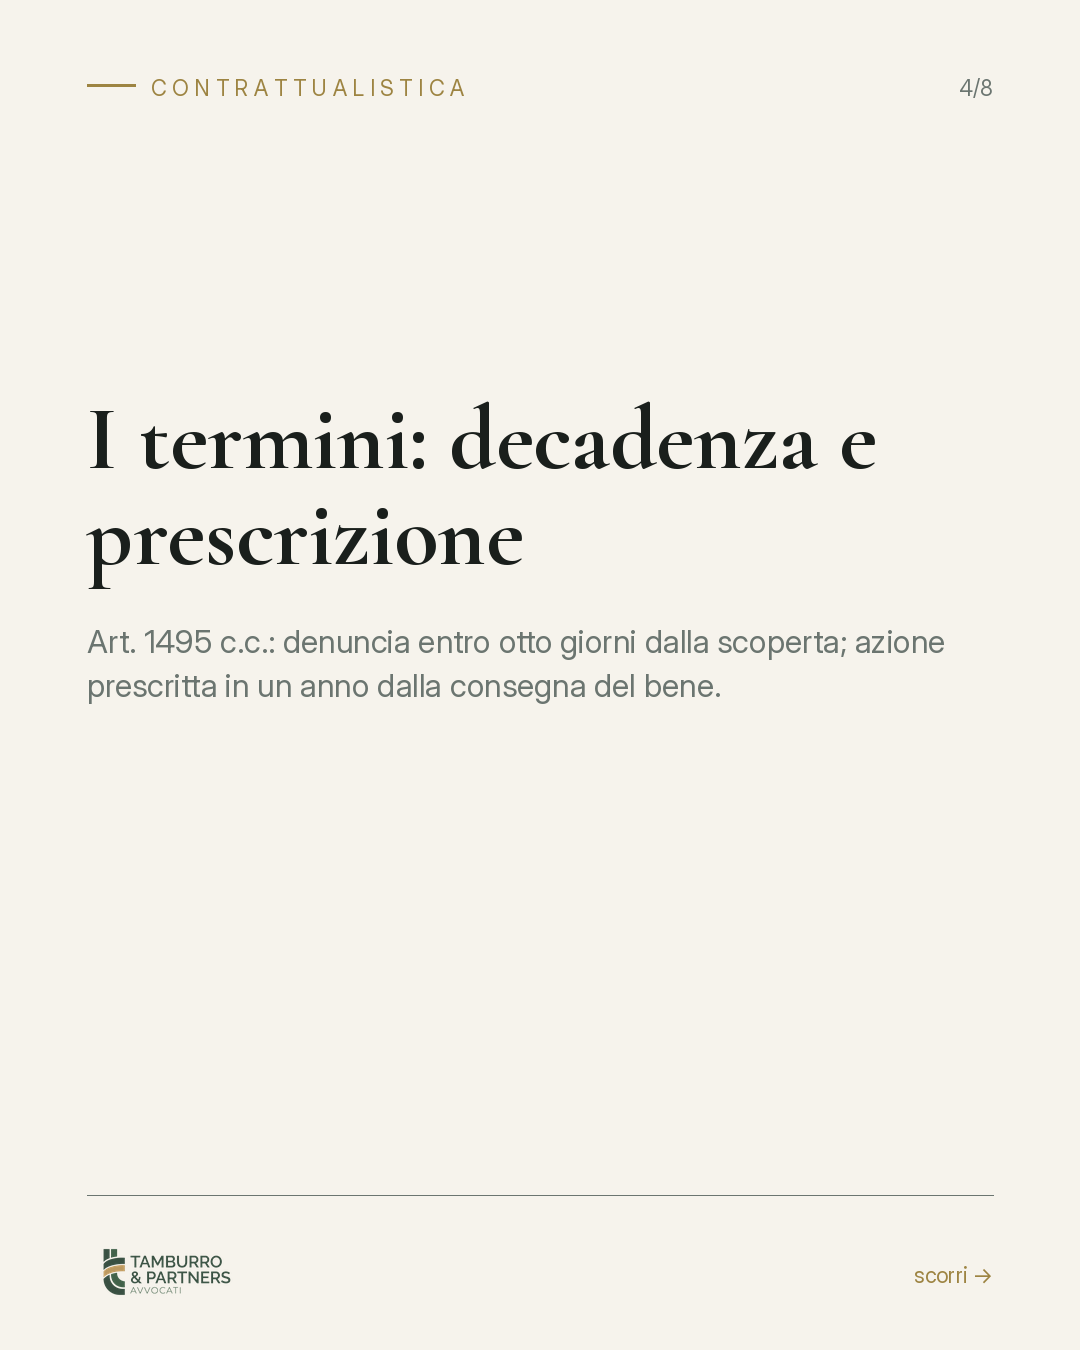 CONTRATTUALISTICA
4/8
I termini: decadenza e
prescrizione
Art. 1495 c.c.: denuncia entro otto giorni dalla scoperta; azione
prescritta in un anno dalla consegna del bene.
TAMBURRO
& PARTNERS
AVVOCATI
scorri →